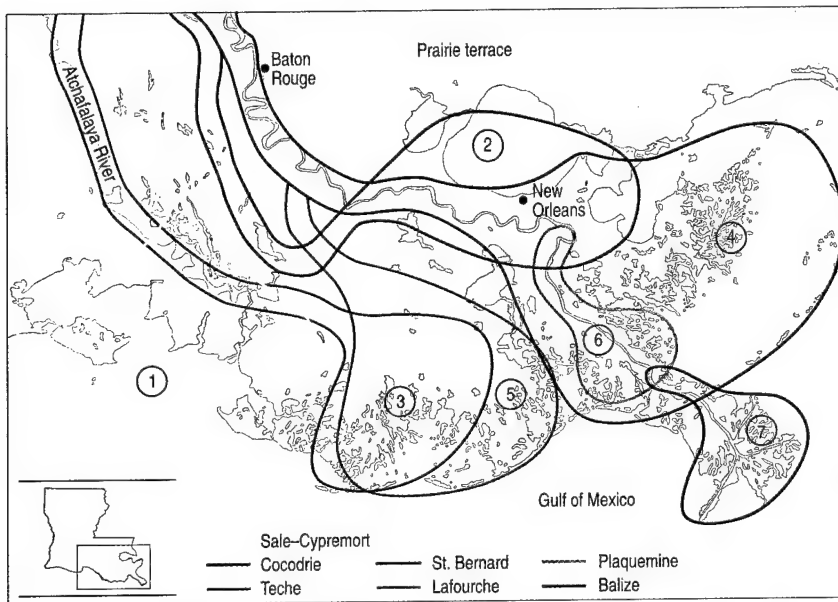 Prairie terrace
Baton
Rouge
Atchafalaya River
2
New
Orleans
4
6
1
3
5
7
Gulf of Mexico
Sale–Cypremort
Cocodrie
St. Bernard
Plaquemine
Teche
Lafourche
Balize